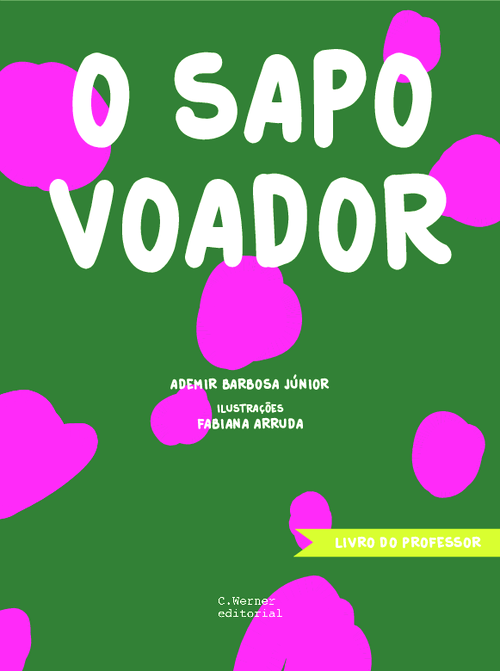 O SAPO
VOADOR
ADEMIR BARBOSA JÚNIOR
ILUSTRAÇÕES
FABIANA ARRUDA
LIVRO DO PROFESSOR
C.Werner
editorial